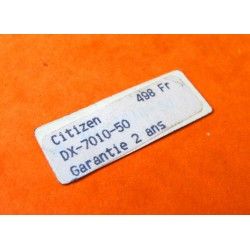 498 Fr
Citizen
DX-7010-50
Garantie 2 ans